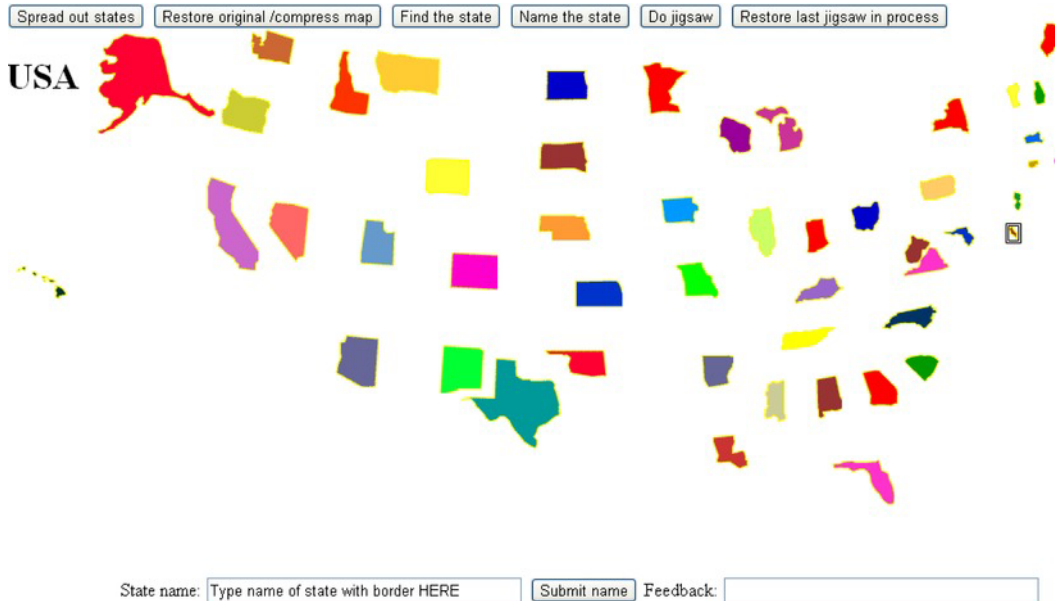 Spread out states Restore original /compress map Find the state Name the state Do jigsaw Restore last jigsaw in process
USA
State name: Type name of state with border HERE Submit name Feedback: